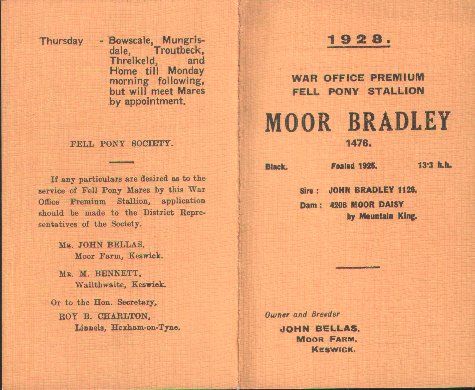 Thursday - Bowscale, Mungris-
dale, Troutbeck,
Threlkeld, and
Home till Monday
morning following,
but will meet Mares
by appointment.
FELL PONY SOCIETY.
If any particulars are desired as to the
service of Fell Pony Mares by this War
Office Premium Stallion, application
should be made to the District Repre-
sentatives of the Society.
MR. JOHN BELLAS,
Moor Farm, Keswick.
MR. M. BENNETT,
Wallthwaite, Keswick.
Or to the Hon. Secretary,
ROY B. CHARLTON,
Linnels, Hexham-on-Tyne.
1928.
WAR OFFICE PREMIUM
FELL PONY STALLION
MOOR BRADLEY
1476.
Black. Foaled 1925. 13·2 h.h.
Sire : JOHN BRADLEY 1126.
Dam : 4206 MOOR DAISY
by Mountain King.
Owner and Breeder
JOHN BELLAS,
MOOR FARM,
KESWICK.